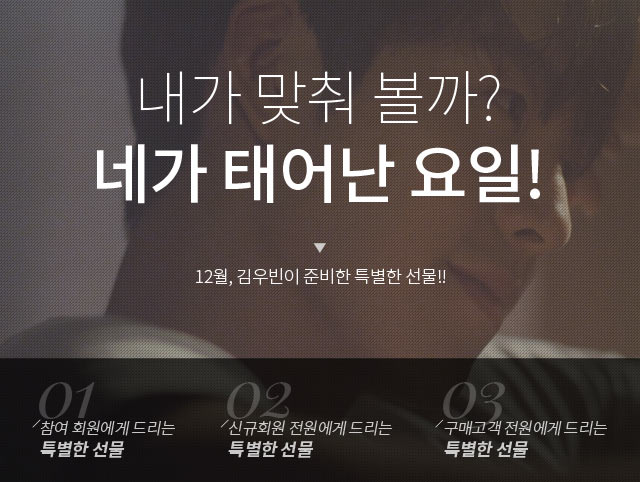 내가 맞춰 볼까?
네가 태어난 요일!
12월, 김우빈이 준비한 특별한 선물!!
01
참여 회원에게 드리는
특별한 선물
02
신규회원 전원에게 드리는
특별한 선물
03
구매고객 전원에게 드리는
특별한 선물